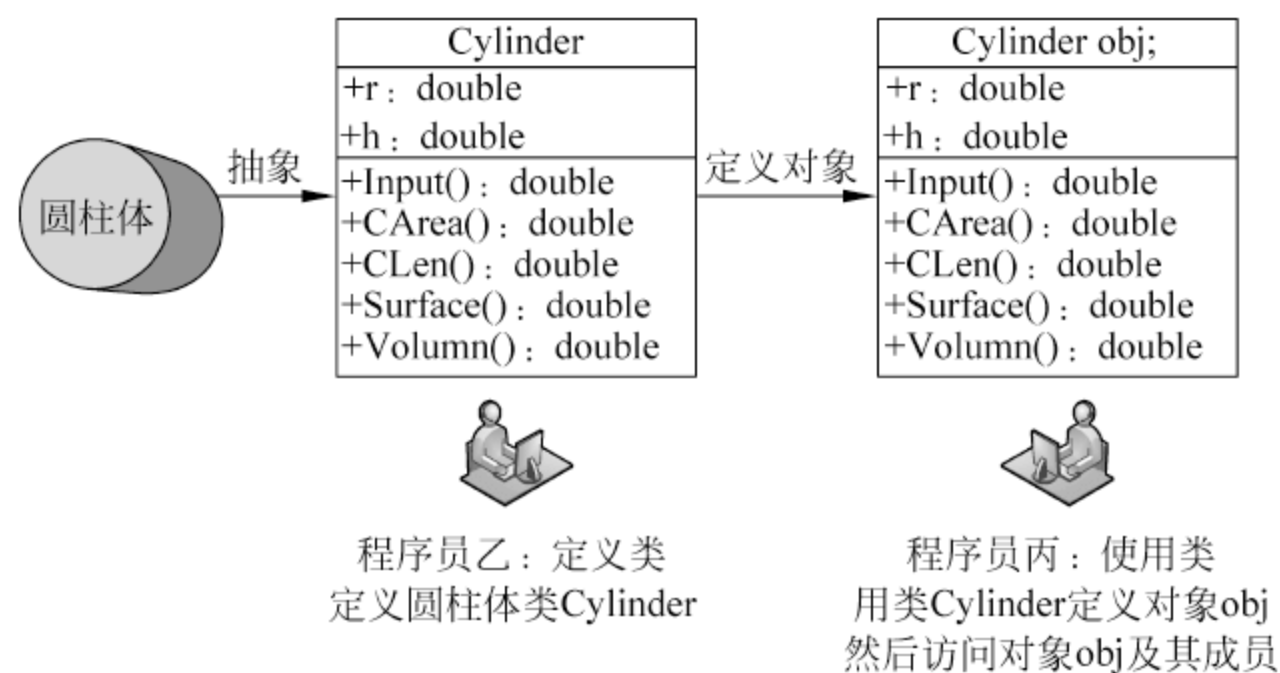 圆柱体
抽象
Cylinder
+r：double
+h：double
+Input()：double
+CArea()：double
+CLen()：double
+Surface()：double
+Volumn()：double
定义对象
Cylinder obj;
+r：double
+h：double
+Input()：double
+CArea()：double
+CLen()：double
+Surface()：double
+Volumn()：double
程序员乙：定义类
定义圆柱体类Cylinder
程序员丙：使用类
用类Cylinder定义对象obj
然后访问对象obj及其成员